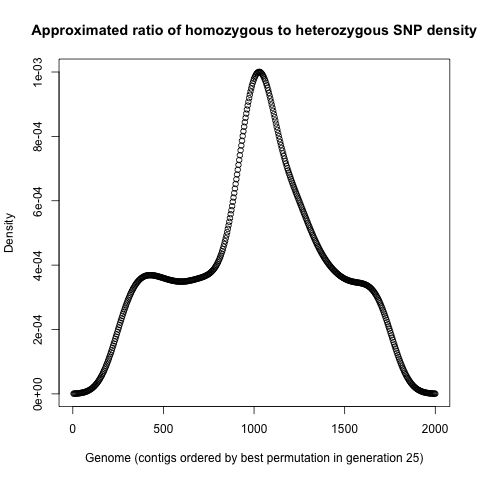 Approximated ratio of homozygous to heterozygous SNP density
1e-03
8e-04
6e-04
4e-04
2e-04
0e+00
Density
0 500 1000 1500 2000
Genome (contigs ordered by best permutation in generation 25)